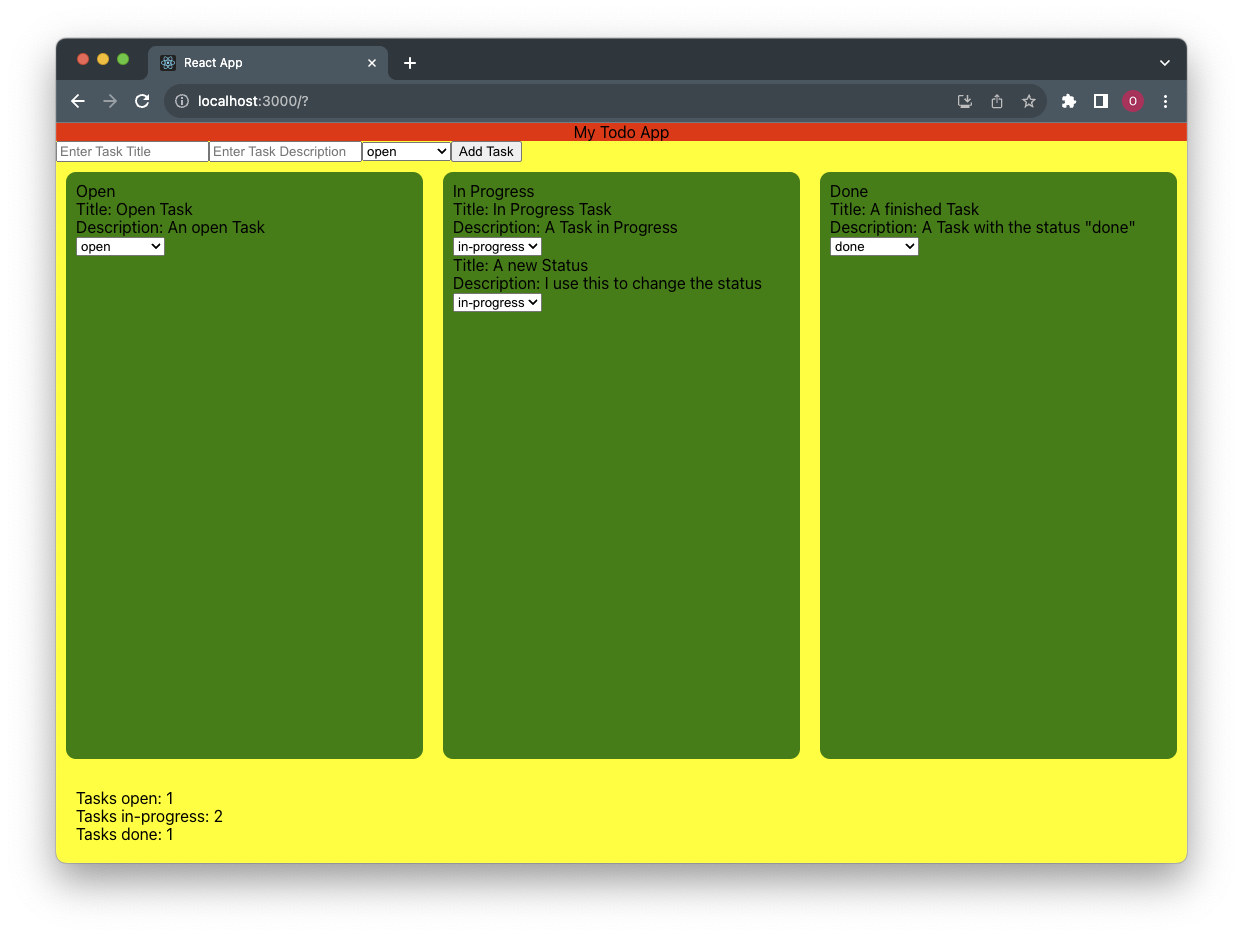 React App
localhost:3000/?
O
My Todo App
Enter Task Title Enter Task Description open Add Task
Open
Title: Open Task
Description: An open Task
open
In Progress
Title: In Progress Task
Description: A Task in Progress
in-progress
Title: A new Status
Description: I use this to change the status
in-progress
Done
Title: A finished Task
Description: A Task with the status "done"
done
Tasks open: 1
Tasks in-progress: 2
Tasks done: 1